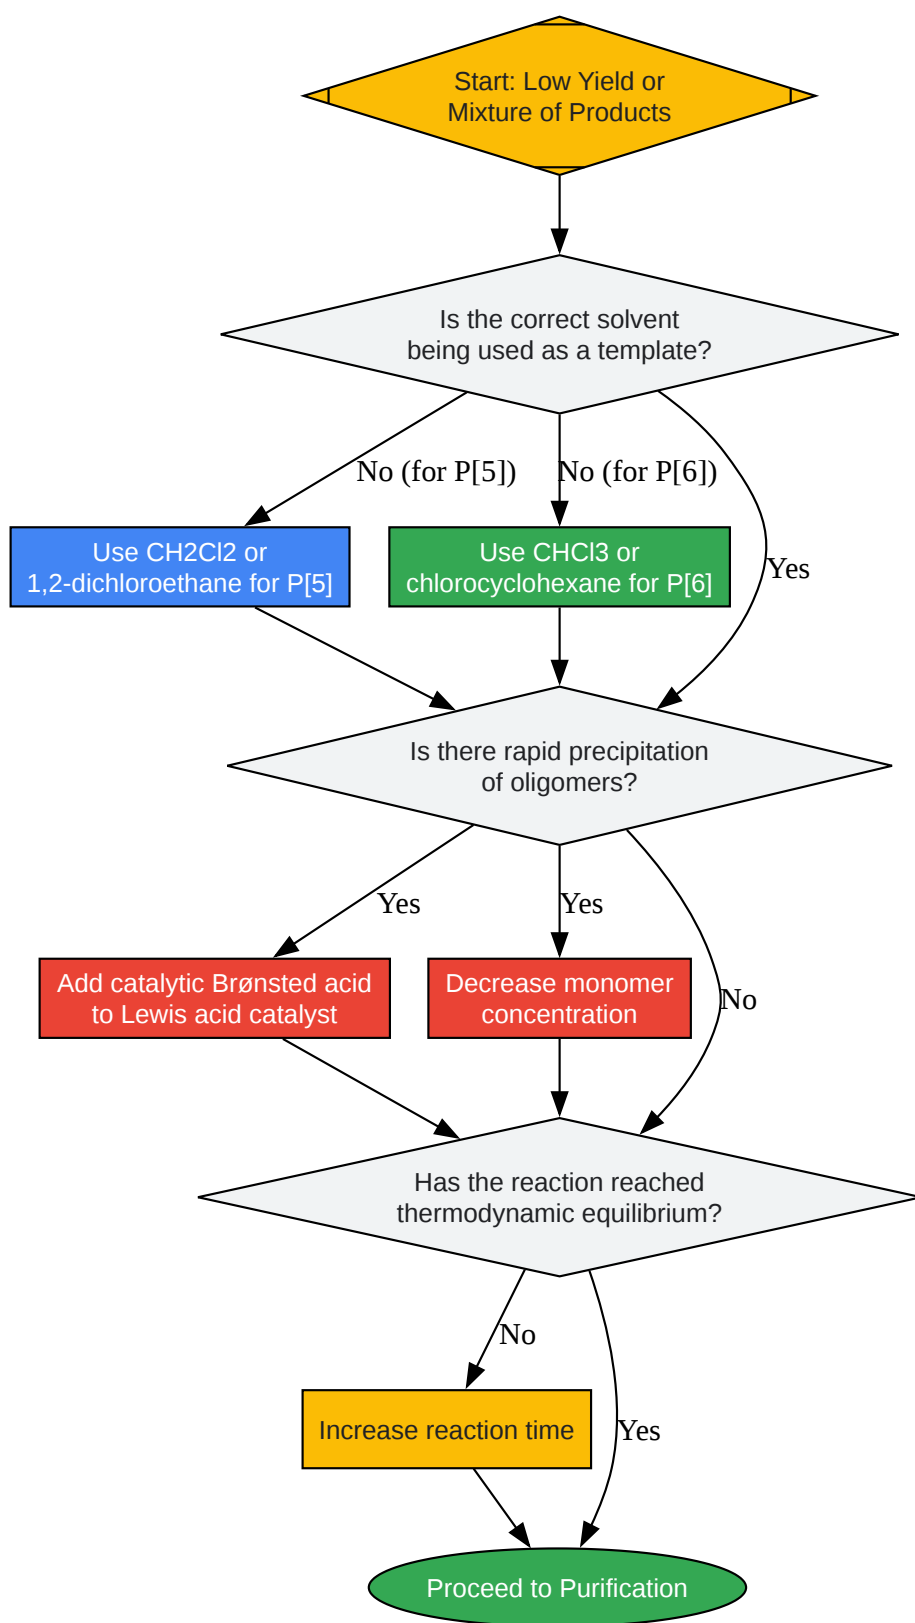 Start: Low Yield or
Mixture of Products
Is the correct solvent
being used as a template?
No (for P[5])
No (for P[6])
Yes
Use CH2Cl2 or
1,2-dichloroethane for P[5]
Use CHCl3 or
chlorocyclohexane for P[6]
Is there rapid precipitation
of oligomers?
Yes
Yes
No
Add catalytic Brønsted acid
to Lewis acid catalyst
Decrease monomer
concentration
Has the reaction reached
thermodynamic equilibrium?
No
Yes
Increase reaction time
Proceed to Purification